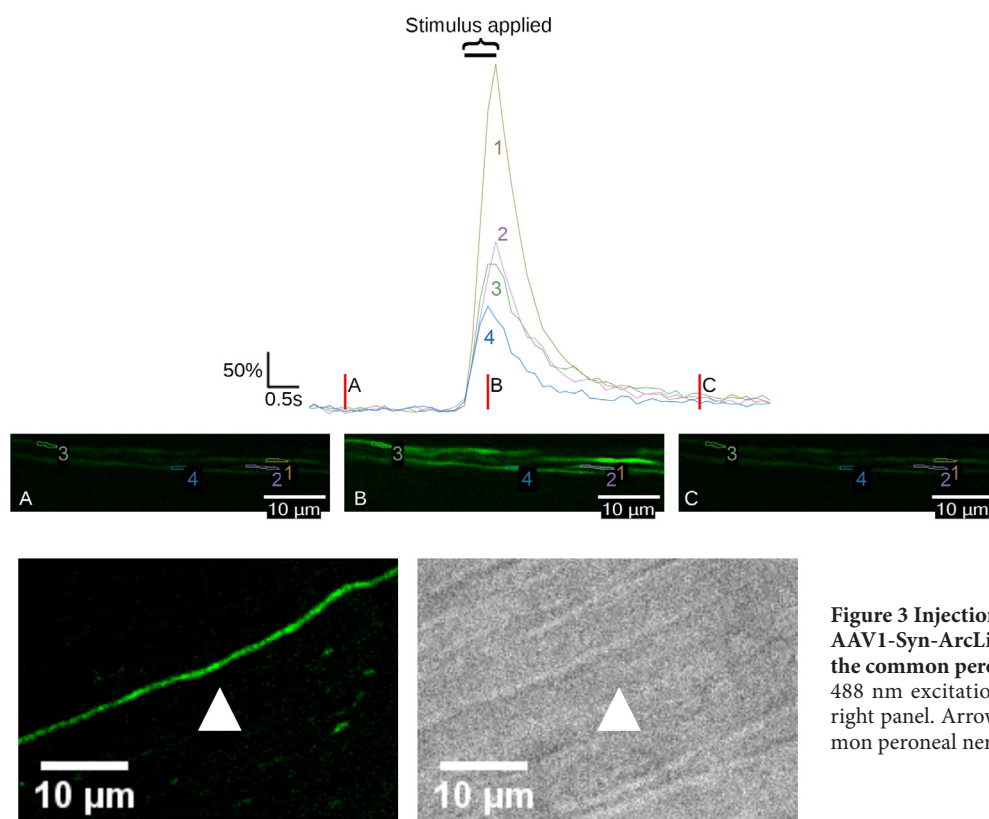 Stimulus applied
1
2
3
4
50%
0.5s
A
B
C
3
4
2
1
A
10 µm
3
4
2
1
B
10 µm
3
4
2
1
C
10 µm
10 µm
10 µm
Figure 3 Injection
AAV1-Syn-ArcLi
the common pero
488 nm excitation
right panel. Arrow
mon peroneal ner